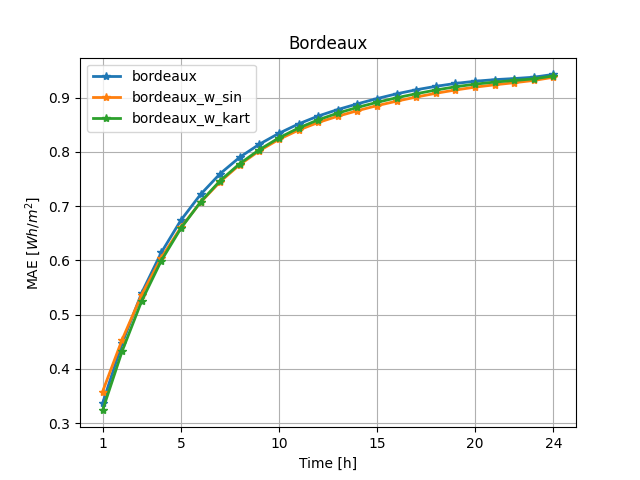 Bordeaux
bordeaux
bordeaux_w_sin
bordeaux_w_kart
MAE [Wh/m²]
0.9
0.8
0.7
0.6
0.5
0.4
0.3
1 5 10 15 20 24
Time [h]